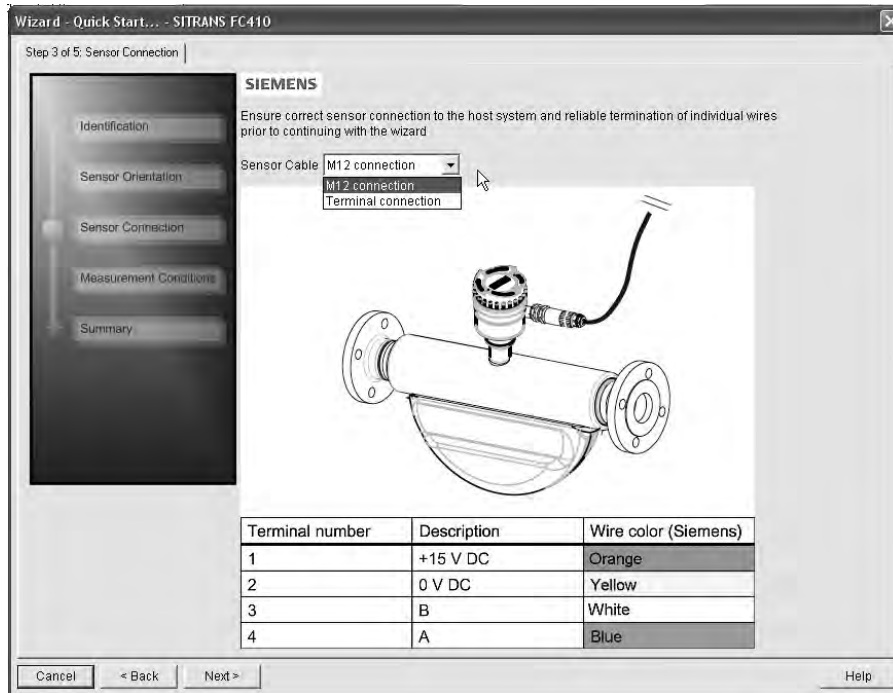 Wizard - Quick Start... - SITRANS FC410
Step 3 of 5: Sensor Connection
SIEMENS
Identification
Sensor Orientation
Sensor Connection
Measurement Conditions
Summary
Ensure correct sensor connection to the host system and reliable termination of individual wires
prior to continuing with the wizard
Sensor Cable M12 connection
M12 connection
Terminal connection
Terminal number Description Wire color (Siemens)
1 +15 V DC Orange
2 0 V DC Yellow
3 B White
4 A Blue
Cancel < Back Next > Help